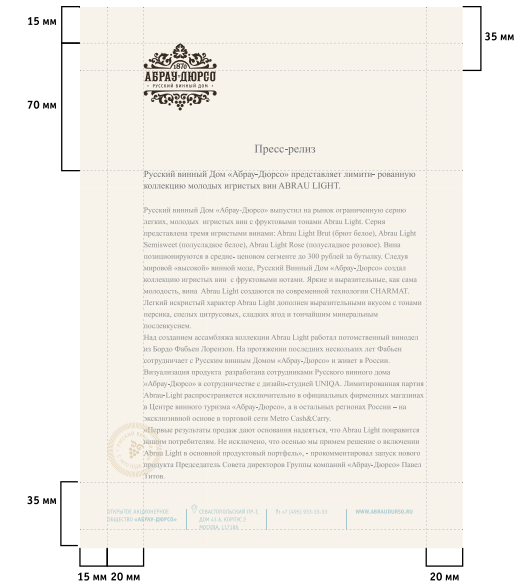 15 мм
35 мм
70 мм
1870
АБРАУ-ДЮРСО
РУССКИЙ ВИННЫЙ ДОМ
Пресс-релиз
Русский винный Дом «Абрау-Дюрсо» представляет лимити- рованную
коллекцию молодых игристых вин ABRAU LIGHT.
Русский винный Дом «Абрау-Дюрсо» выпустил на рынок ограниченную серию
легких, молодых игристых вин с фруктовыми тонами Abrau Light. Серия
представлена тремя игристыми винами: Abrau Light Brut (брют белое), Abrau Light
Semisweet (полусладкое белое), Abrau Light Rose (полусладкое розовое). Вина
позиционируются в средне- ценовом сегменте до 300 рублей за бутылку. Следуя
мировой «высокой» винной моде, Русский Винный Дом «Абрау-Дюрсо» создал
коллекцию игристых вин с фруктовыми нотами. Яркие и выразительные, как сама
молодость, вина Abrau Light создаются по современной технологии CHARMAT.
Легкий искристый характер Abrau Light дополнен выразительными вкусом с тонами
персика, спелых цитрусовых, сладких ягод и тончайшим минеральным
послевкусием.
Над созданием ассамбляжа коллекции Abrau Light работал потомственный винодел
из Бордо Фабьен Лорензон. На протяжении последних нескольких лет Фабьен
сотрудничает с Русским винным Домом «Абрау-Дюрсо» и живет в России.
Визуализация продукта разработана сотрудниками Русского винного дома
«Абрау-Дюрсо» в сотрудничестве с дизайн-студией UNIQA. Лимитированная партия
Abrau-Light распространяется исключительно в официальных фирменных магазинах
и Центре винного туризма «Абрау-Дюрсо», а в остальных регионах России – на
эксклюзивной основе в торговой сети Metro Cash&Carry.
«Первые результаты продаж дают основания надеяться, что Abrau Light понравится
нашим потребителям. Не исключено, что осенью мы примем решение о включении
Abrau Light в основной продуктовый портфель», - прокомментировал запуск нового
продукта Председатель Совета директоров Группы компаний «Абрау-Дюрсо» Павел
Титов.
35 мм
ОТКРЫТОЕ АКЦИОНЕРНОЕ
ОБЩЕСТВО «АБРАУ-ДЮРСО»
СЕВАСТОПОЛЬСКИЙ ПР-Т,
ДОМ 43-А, КОРПУС 2
МОСКВА, 117186
WWW.ABRAUDURSO.RU
15 мм 20 мм
20 мм